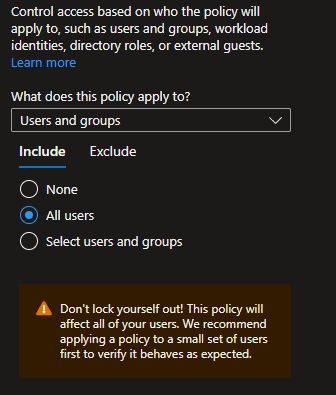 Control access based on who the policy will
apply to, such as users and groups, workload
identities, directory roles, or external guests.
Learn more
What does this policy apply to?
Users and groups
Include Exclude
None
All users
Select users and groups
Don't lock yourself out! This policy will
affect all of your users. We recommend
applying a policy to a small set of users
first to verify it behaves as expected.